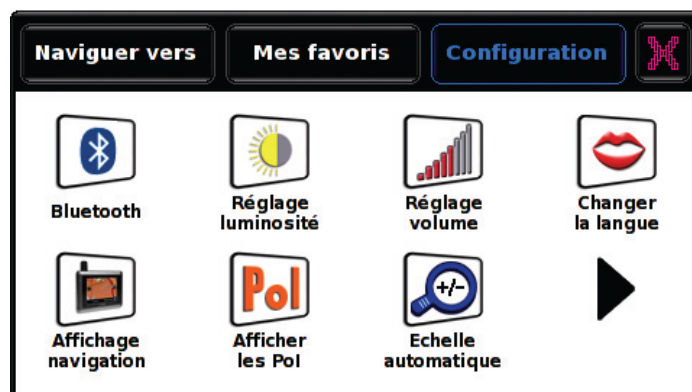 Naviguer vers
Mes favoris
Configuration
Bluetooth
Réglage
luminosité
Réglage
volume
Changer
la langue
PoI
+/-
Affichage
navigation
Afficher
les PoI
Echelle
automatique